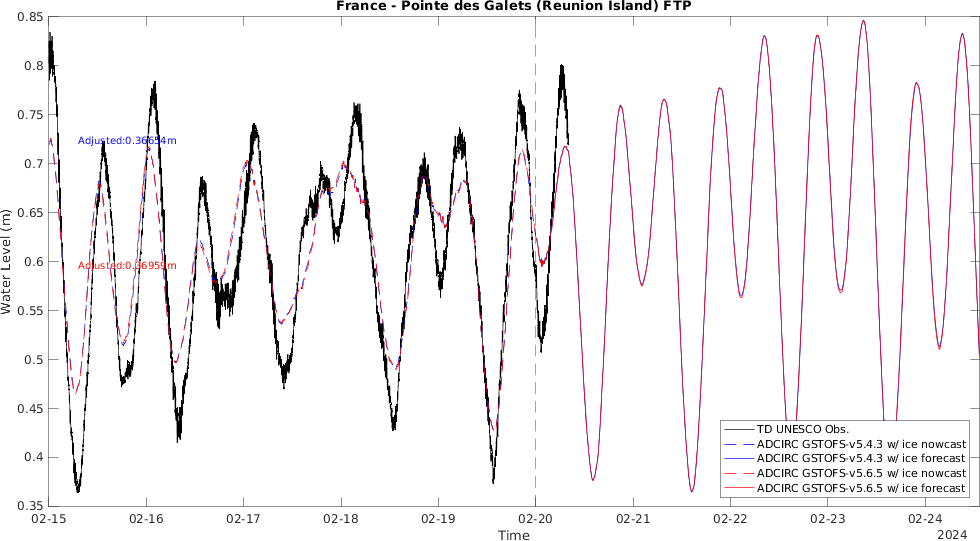 France - Pointe des Galets (Reunion Island) FTP
0.85
0.8
0.75
0.7
0.65
0.6
0.55
0.5
0.45
0.4
0.35
Water Level (m)
Adjusted:0.36654m
Adjusted:0.36959m
TD UNESCO Obs.
ADCIRC GSTOFS-v5.4.3 w/ ice nowcast
ADCIRC GSTOFS-v5.4.3 w/ ice forecast
ADCIRC GSTOFS-v5.6.5 w/ ice nowcast
ADCIRC GSTOFS-v5.6.5 w/ ice forecast
02-15 02-16 02-17 02-18 02-19 02-20 02-21 02-22 02-23 02-24
Time
2024